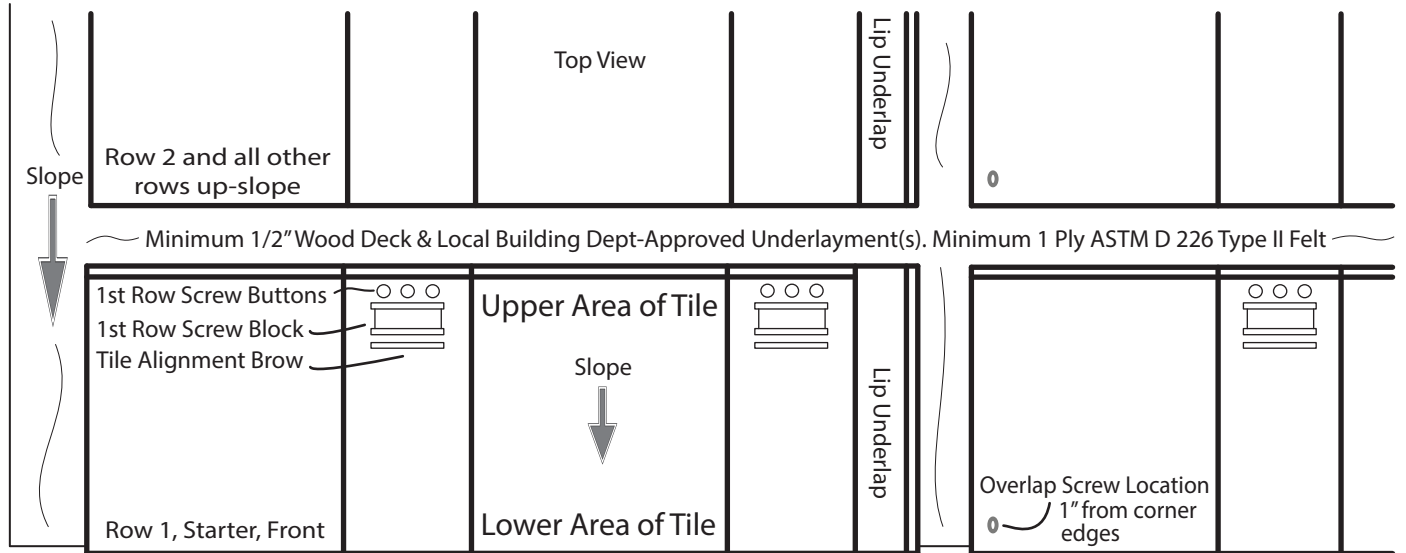 Top View
Lip Underlap
Row 2 and all other
rows up-slope
Slope
Minimum 1/2" Wood Deck & Local Building Dept-Approved Underlayment(s). Minimum 1 Ply ASTM D 226 Type II Felt
1st Row Screw Buttons
1st Row Screw Block
Tile Alignment Brow
Upper Area of Tile
Slope
Lip Underlap
Lower Area of Tile
Row 1, Starter, Front
Overlap Screw Location
1" from corner
edges